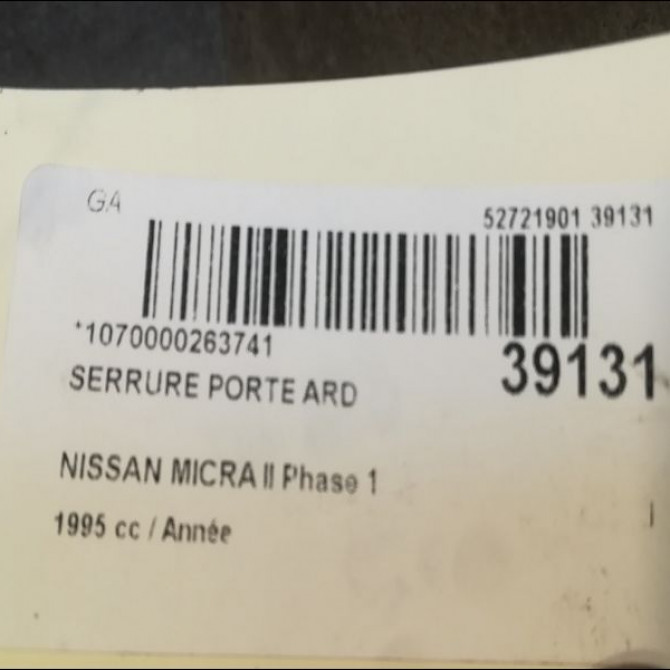 GA
52721901 39131
*1070000263741
39131
SERRURE PORTE ARD
NISSAN MICRA II Phase 1
1995 cc / Année